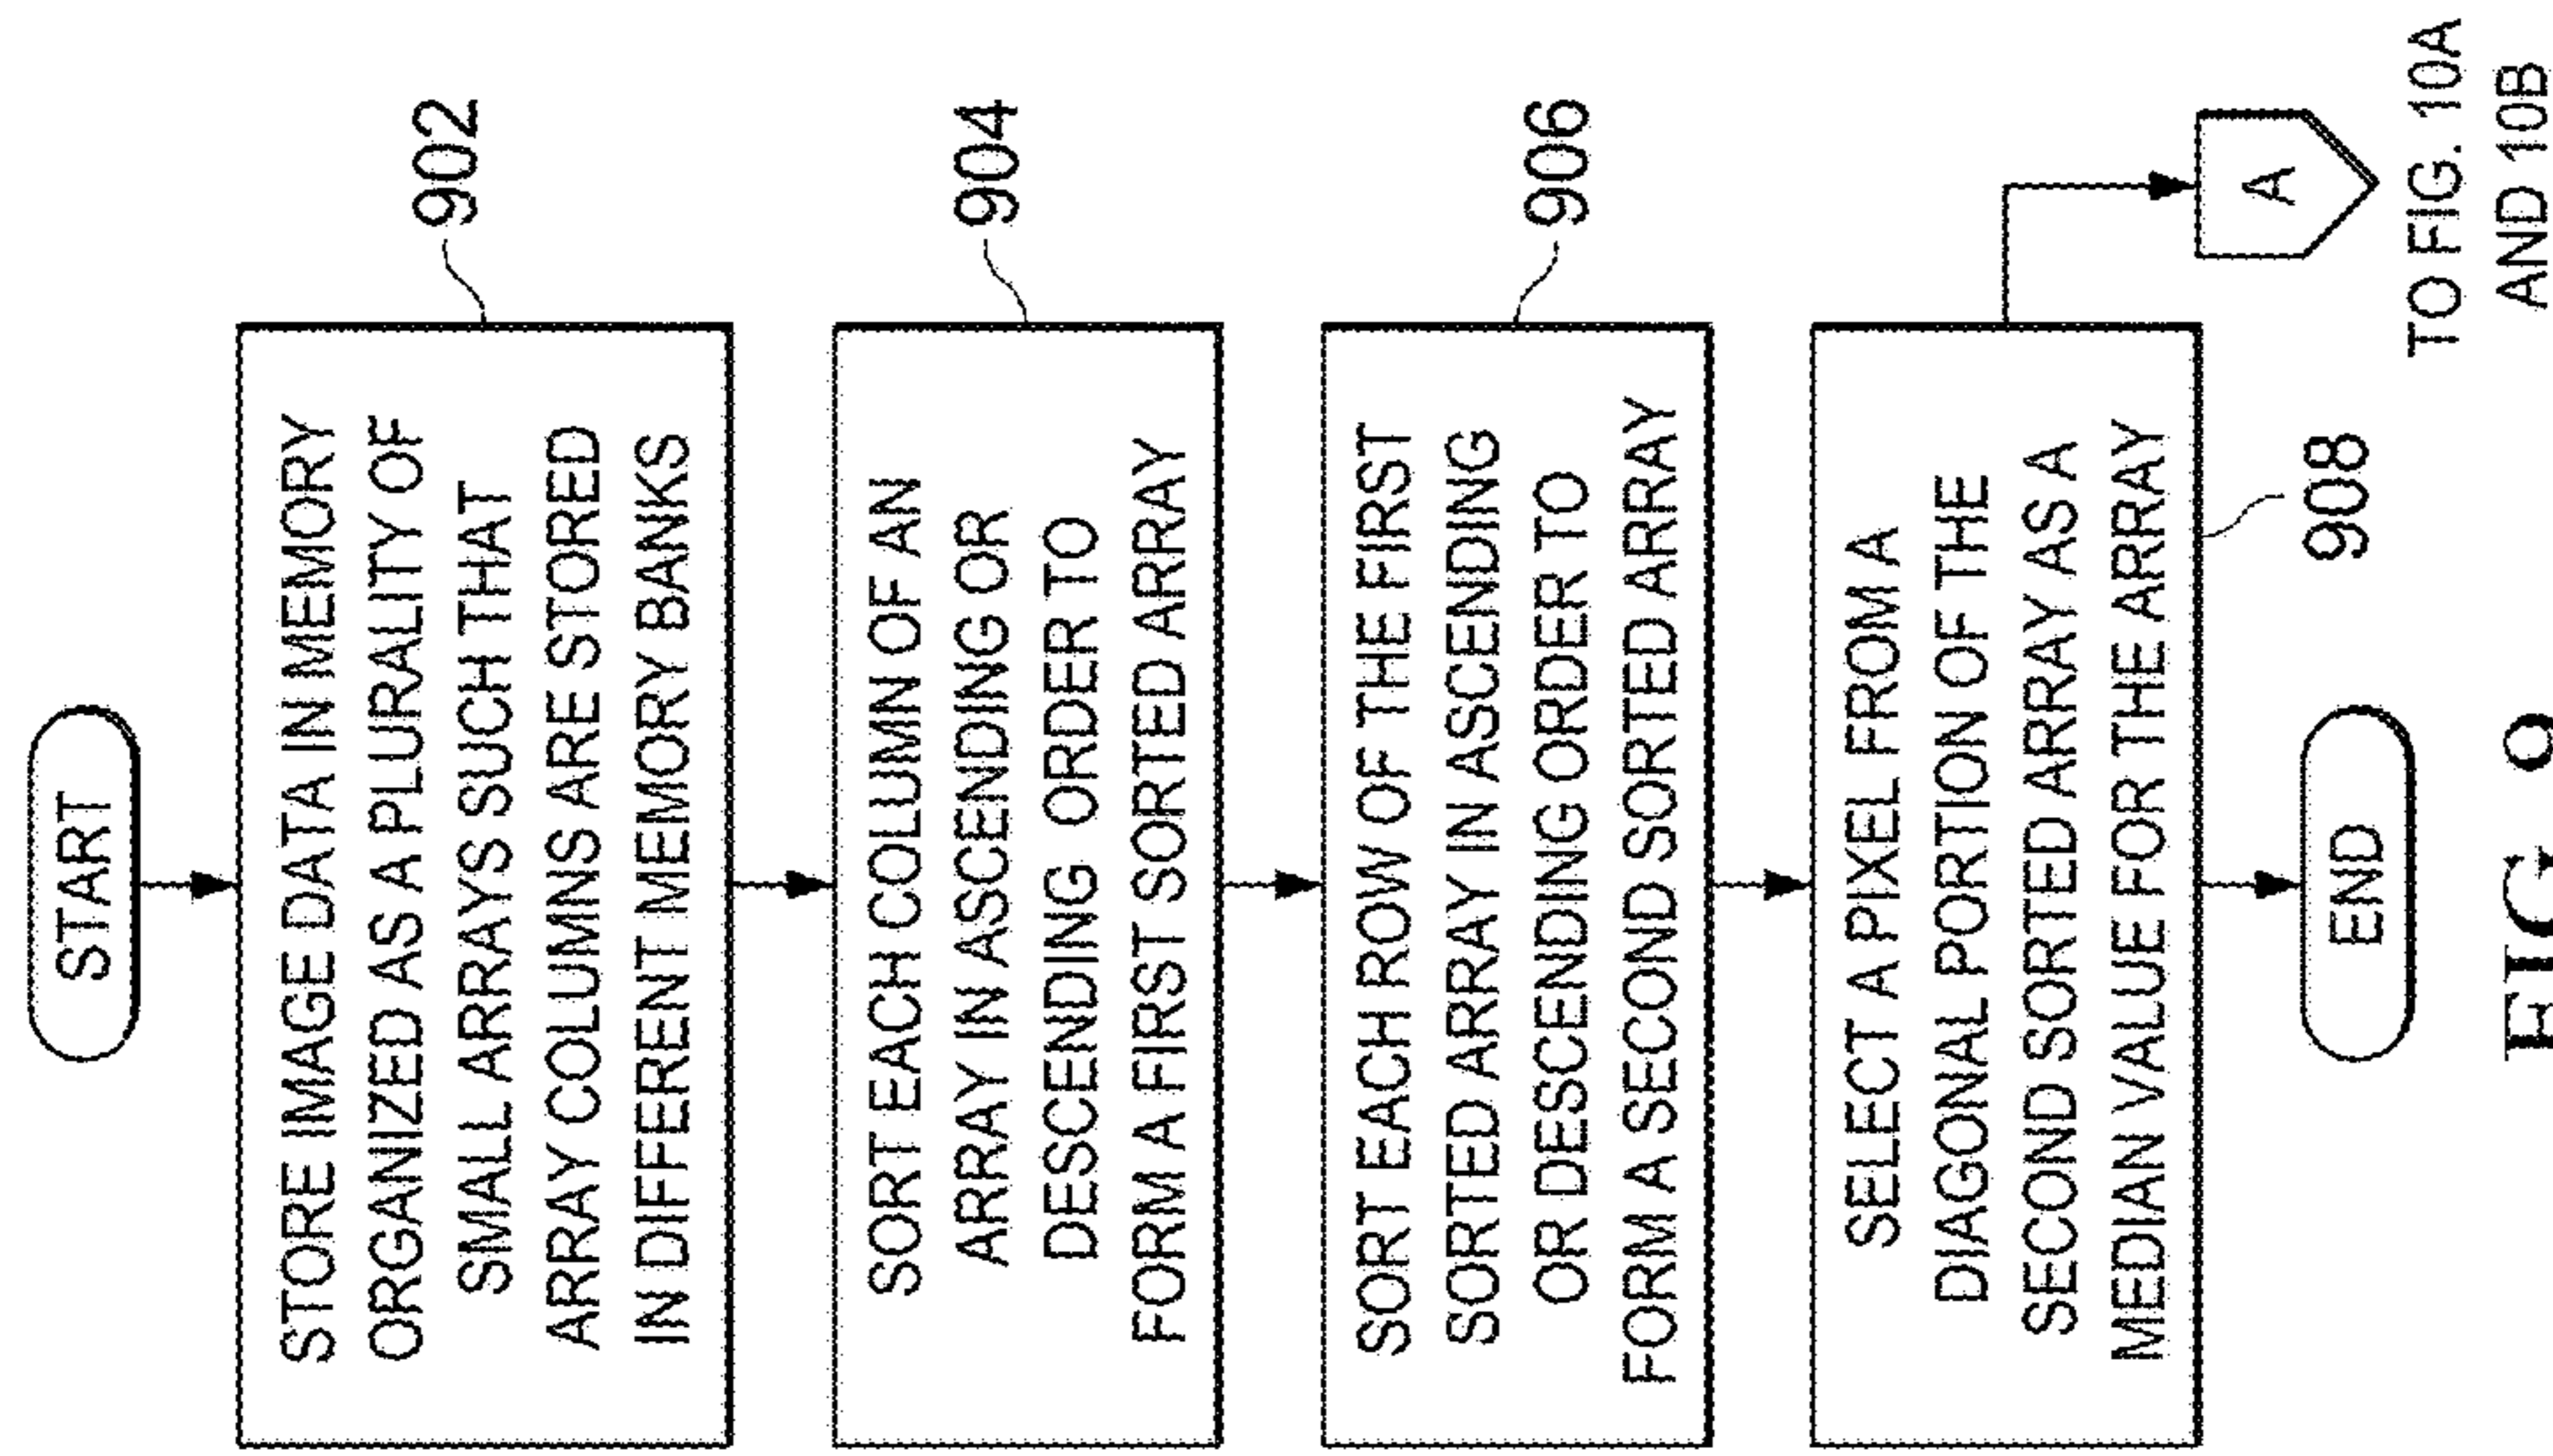 START
STORE IMAGE DATA IN MEMORY
ORGANIZED AS A PLURALITY OF
SMALL ARRAYS SUCH THAT
ARRAY COLUMNS ARE STORED
IN DIFFERENT MEMORY BANKS
902
SORT EACH COLUMN OF AN
ARRAY IN ASCENDING OR
DESCENDING ORDER TO
FORM A FIRST SORTED ARRAY
904
SORT EACH ROW OF THE FIRST
SORTED ARRAY IN ASCENDING
OR DESCENDING ORDER TO
FORM A SECOND SORTED ARRAY
906
SELECT A PIXEL FROM A
DIAGONAL PORTION OF THE
SECOND SORTED ARRAY AS A
MEDIAN VALUE FOR THE ARRAY
908
A
TO FIG. 10A
AND 10B
END
FIG. 9